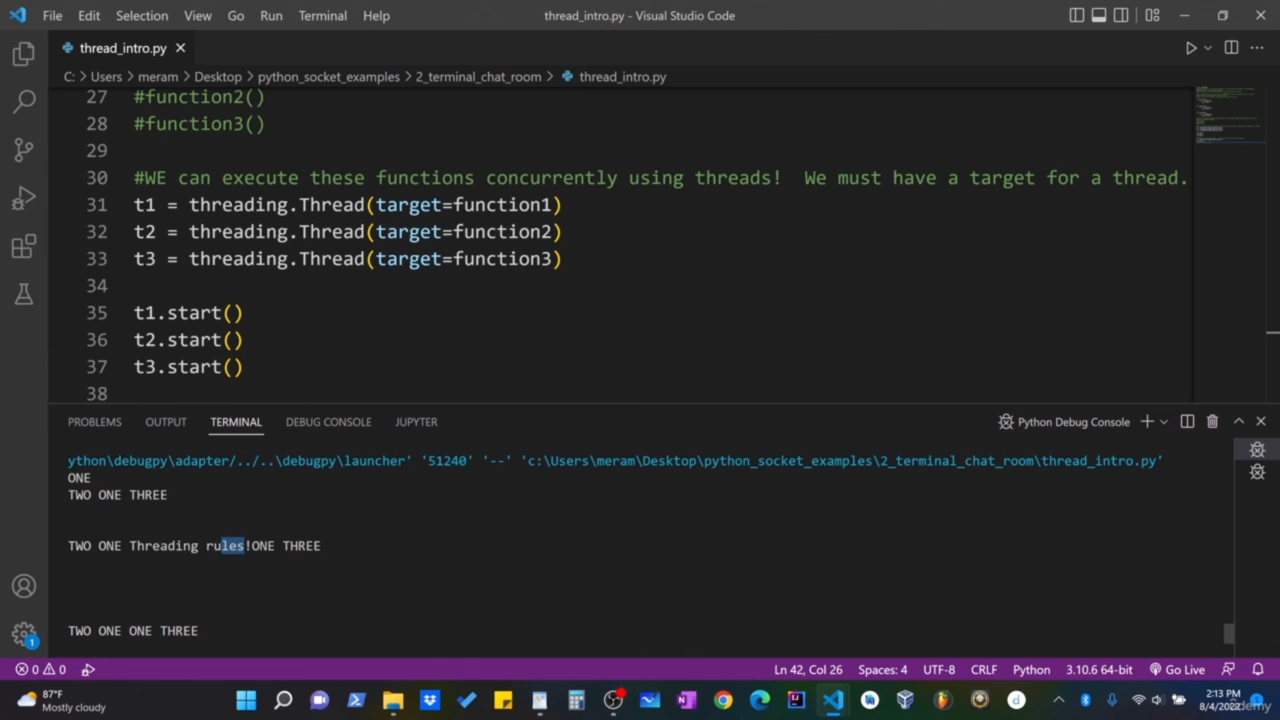 File Edit Selection View Go Run Terminal Help
thread_intro.py - Visual Studio Code
thread_intro.py
C: > Users > meram > Desktop > python_socket_examples > 2_terminal_chat_room > thread_intro.py
27 #function2()
28 #function3()
29
30 #WE can execute these functions concurrently using threads!  We must have a target for a thread.
31 t1 = threading.Thread(target=function1)
32 t2 = threading.Thread(target=function2)
33 t3 = threading.Thread(target=function3)
34
35 t1.start()
36 t2.start()
37 t3.start()
38
PROBLEMS OUTPUT TERMINAL DEBUG CONSOLE JUPYTER
Python Debug Console
ython\debugpy\adapter/../..\debugpy\launcher' '51240' '--' 'c:\Users\meram\Desktop\python_socket_examples\2_terminal_chat_room\thread_intro.py'
ONE
TWO ONE THREE
TWO ONE Threading rules!ONE THREE
TWO ONE ONE THREE
1
0 0 Ln 42, Col 26 Spaces: 4 UTF-8 CRLF Python 3.10.6 64-bit Go Live
87°F
Mostly cloudy
2:13 PM
8/4/2022